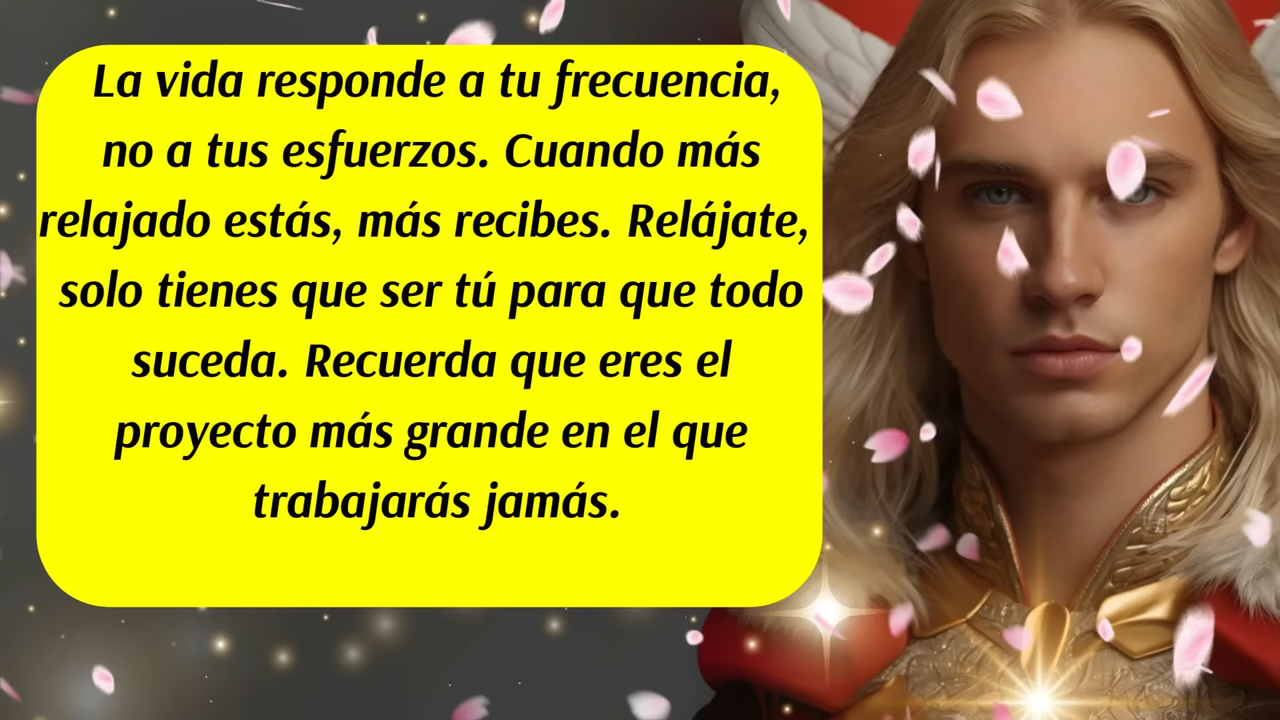 La vida responde a tu frecuencia,
no a tus esfuerzos. Cuando más
relajado estás, más recibes. Relájate,
solo tienes que ser tú para que todo
suceda. Recuerda que eres el
proyecto más grande en el que
trabajarás jamás.